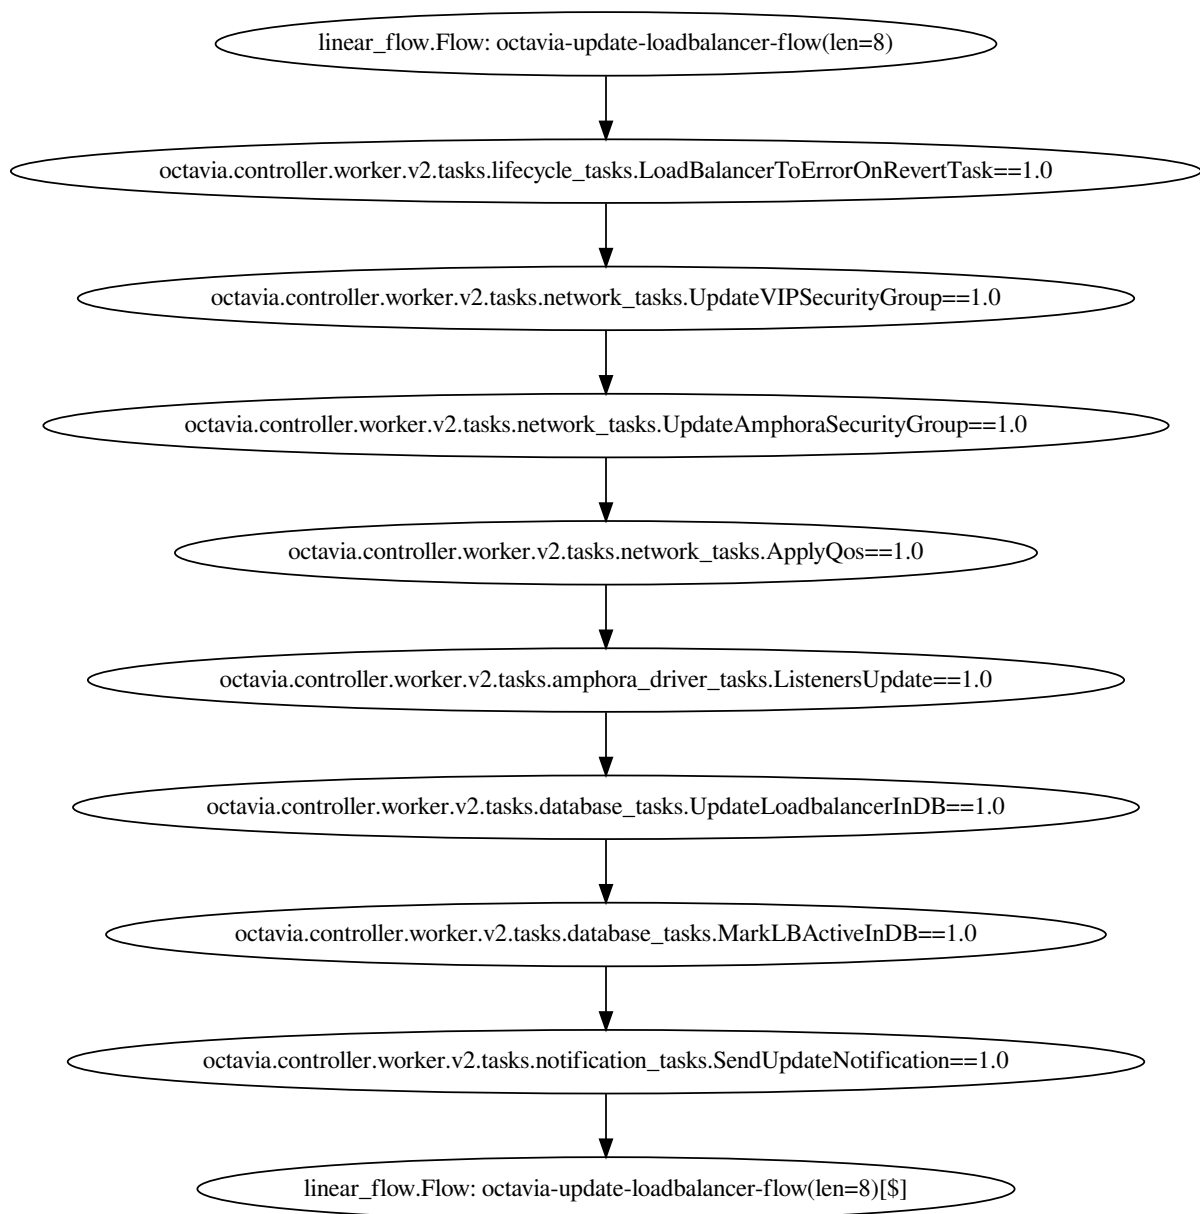 linear_flow.Flow: octavia-update-loadbalancer-flow(len=8)
octavia.controller.worker.v2.tasks.lifecycle_tasks.LoadBalancerToErrorOnRevertTask==1.0
octavia.controller.worker.v2.tasks.network_tasks.UpdateVIPSecurityGroup==1.0
octavia.controller.worker.v2.tasks.network_tasks.UpdateAmphoraSecurityGroup==1.0
octavia.controller.worker.v2.tasks.network_tasks.ApplyQos==1.0
octavia.controller.worker.v2.tasks.amphora_driver_tasks.ListenersUpdate==1.0
octavia.controller.worker.v2.tasks.database_tasks.UpdateLoadbalancerInDB==1.0
octavia.controller.worker.v2.tasks.database_tasks.MarkLBActiveInDB==1.0
octavia.controller.worker.v2.tasks.notification_tasks.SendUpdateNotification==1.0
linear_flow.Flow: octavia-update-loadbalancer-flow(len=8)[$]